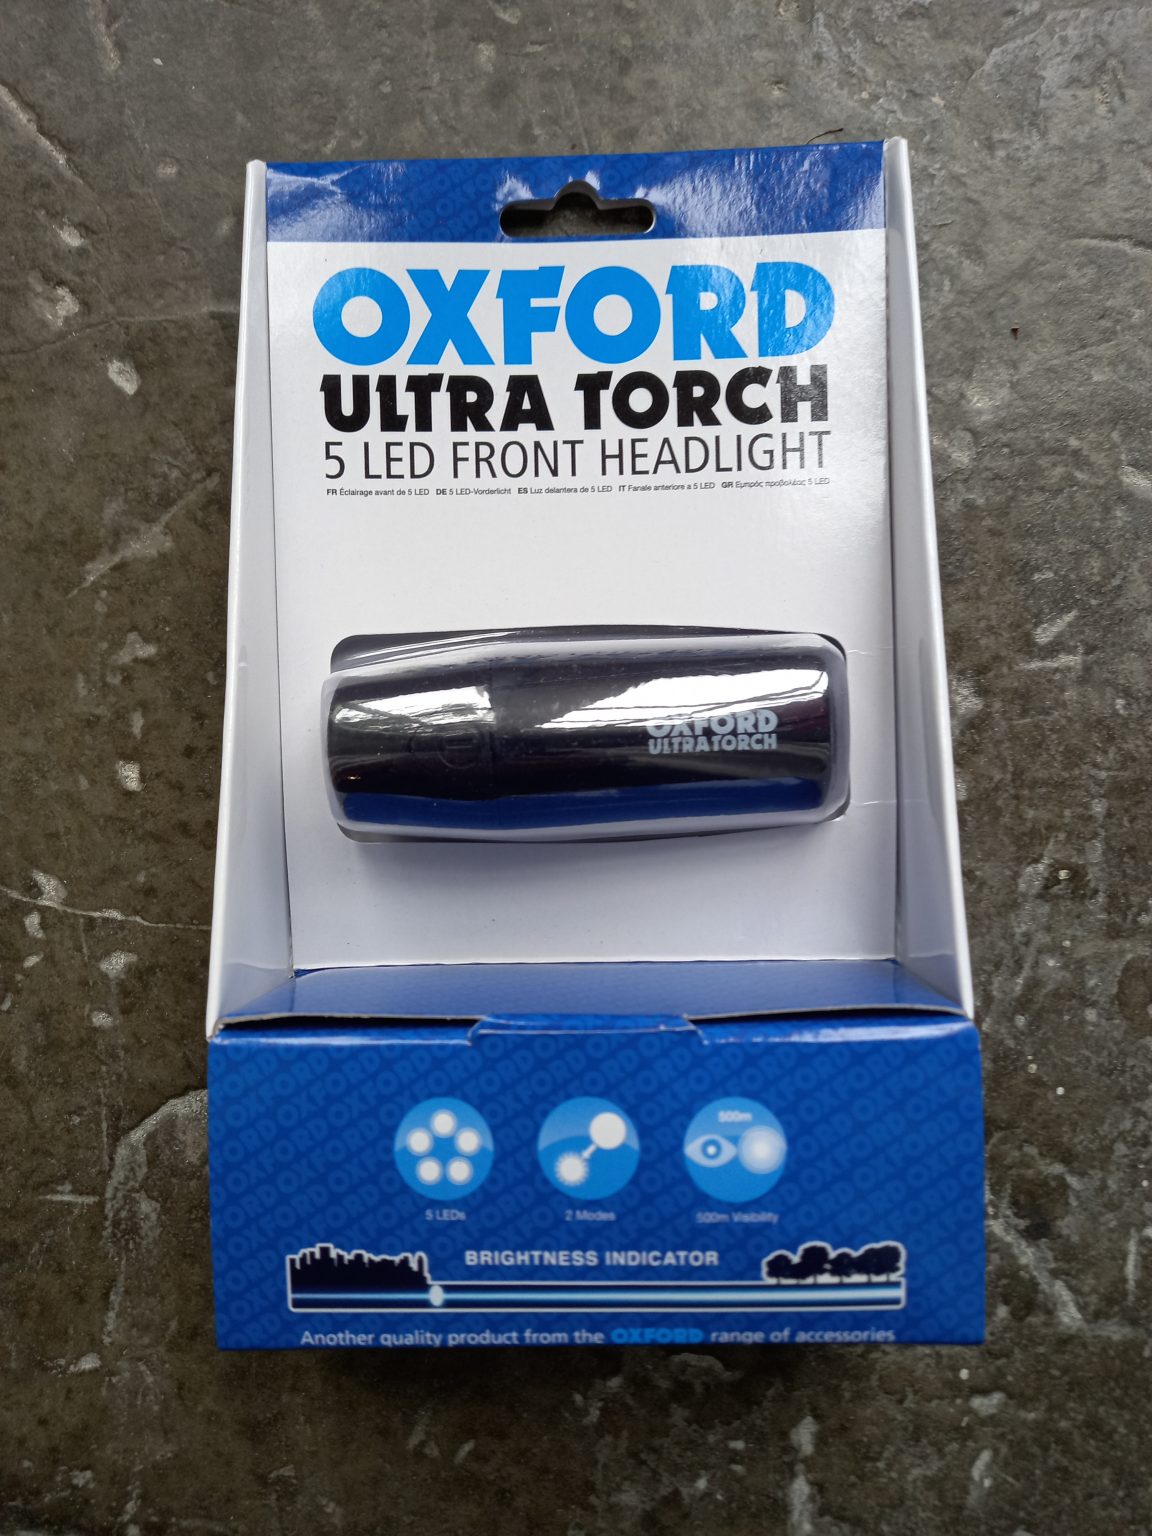 OXFORD
ULTRA TORCH
5 LED FRONT HEADLIGHT
FR Éclairage avant de 5 LED DE 5 LED-Vorderlicht ES Luz delantera de 5 LED IT Fanale anteriore a 5 LED GR Εμπρός προβολέας 5 LED
OXFORD
ULTRATORCH
500m
5 LEDs 2 Modes 500m Visibility
BRIGHTNESS INDICATOR
Another quality product from the OXFORD range of accessories